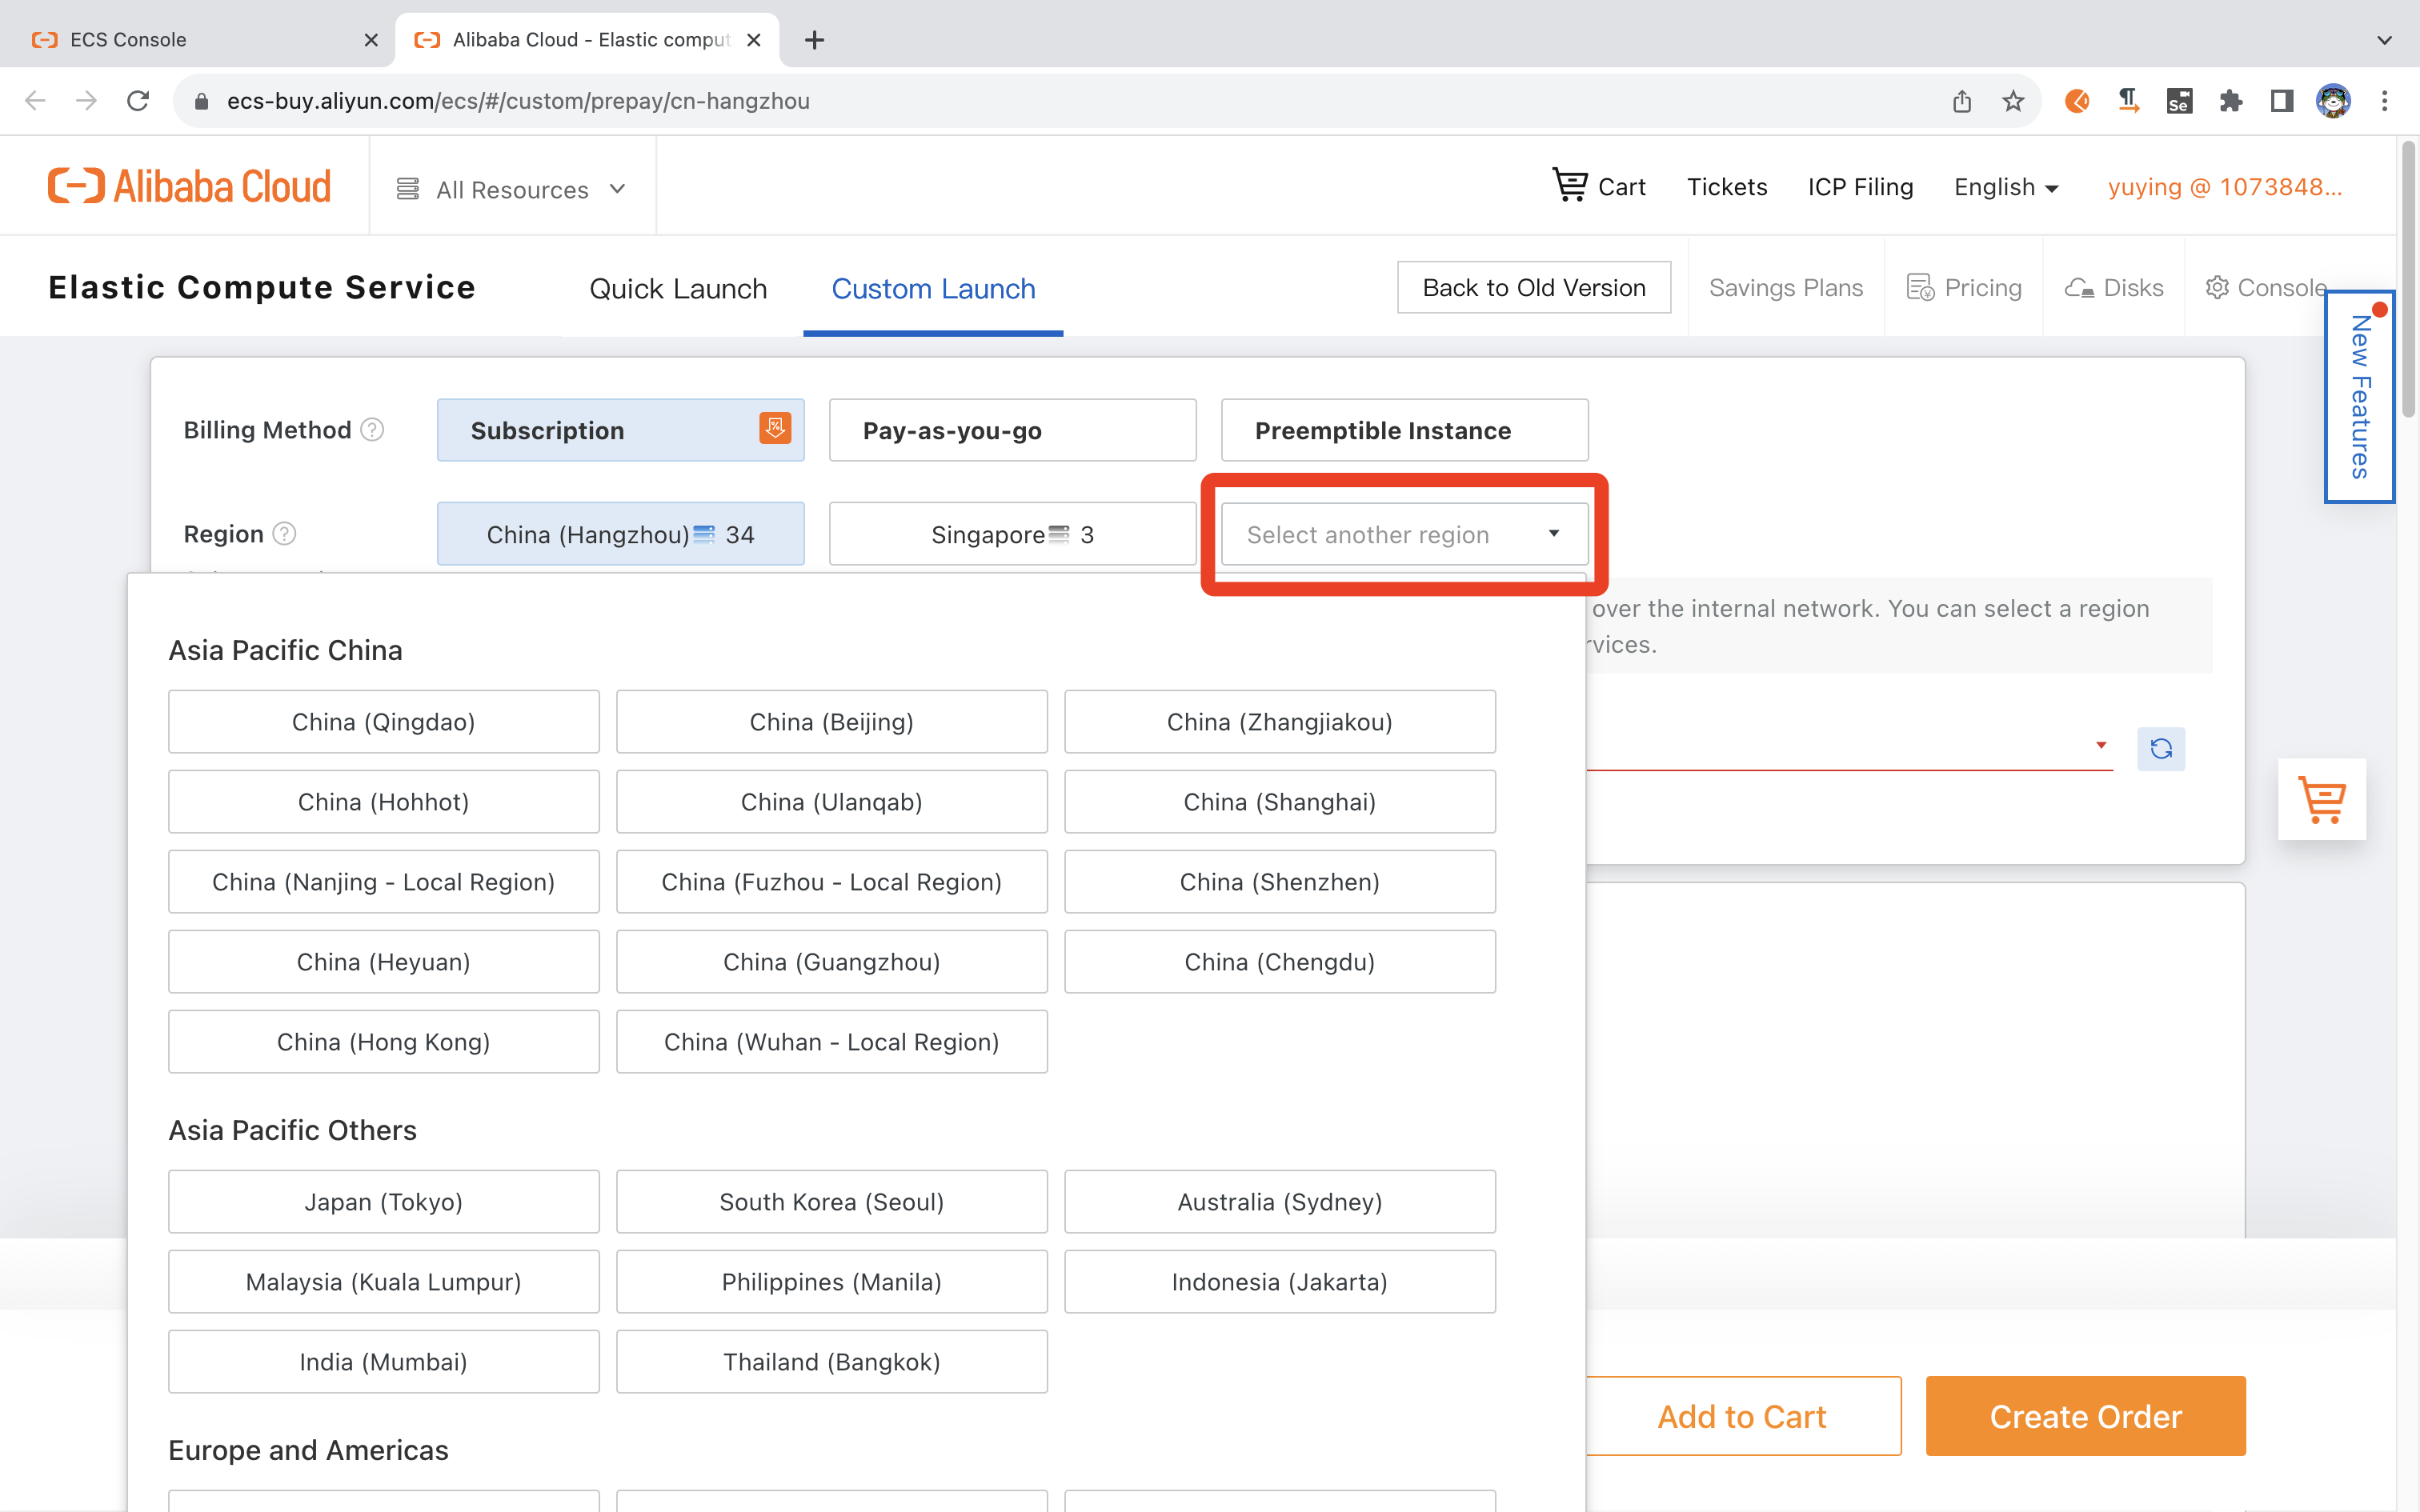 ECS Console
Alibaba Cloud - Elastic comput
ecs-buy.aliyun.com/ecs/#/custom/prepay/cn-hangzhou
Se
Alibaba Cloud
All Resources
Cart
Tickets
ICP Filing
English
yuying @ 1073848...
Elastic Compute Service
Quick Launch
Custom Launch
Back to Old Version
Savings Plans
Pricing
Disks
Console
New Features
Billing Method
Subscription
Pay-as-you-go
Preemptible Instance
Region
China (Hangzhou) 34
Singapore 3
Select another region
over the internal network. You can select a region
vices.
Asia Pacific China
China (Qingdao)
China (Beijing)
China (Zhangjiakou)
China (Hohhot)
China (Ulanqab)
China (Shanghai)
China (Nanjing - Local Region)
China (Fuzhou - Local Region)
China (Shenzhen)
China (Heyuan)
China (Guangzhou)
China (Chengdu)
China (Hong Kong)
China (Wuhan - Local Region)
Asia Pacific Others
Japan (Tokyo)
South Korea (Seoul)
Australia (Sydney)
Malaysia (Kuala Lumpur)
Philippines (Manila)
Indonesia (Jakarta)
India (Mumbai)
Thailand (Bangkok)
Add to Cart
Create Order
Europe and Americas